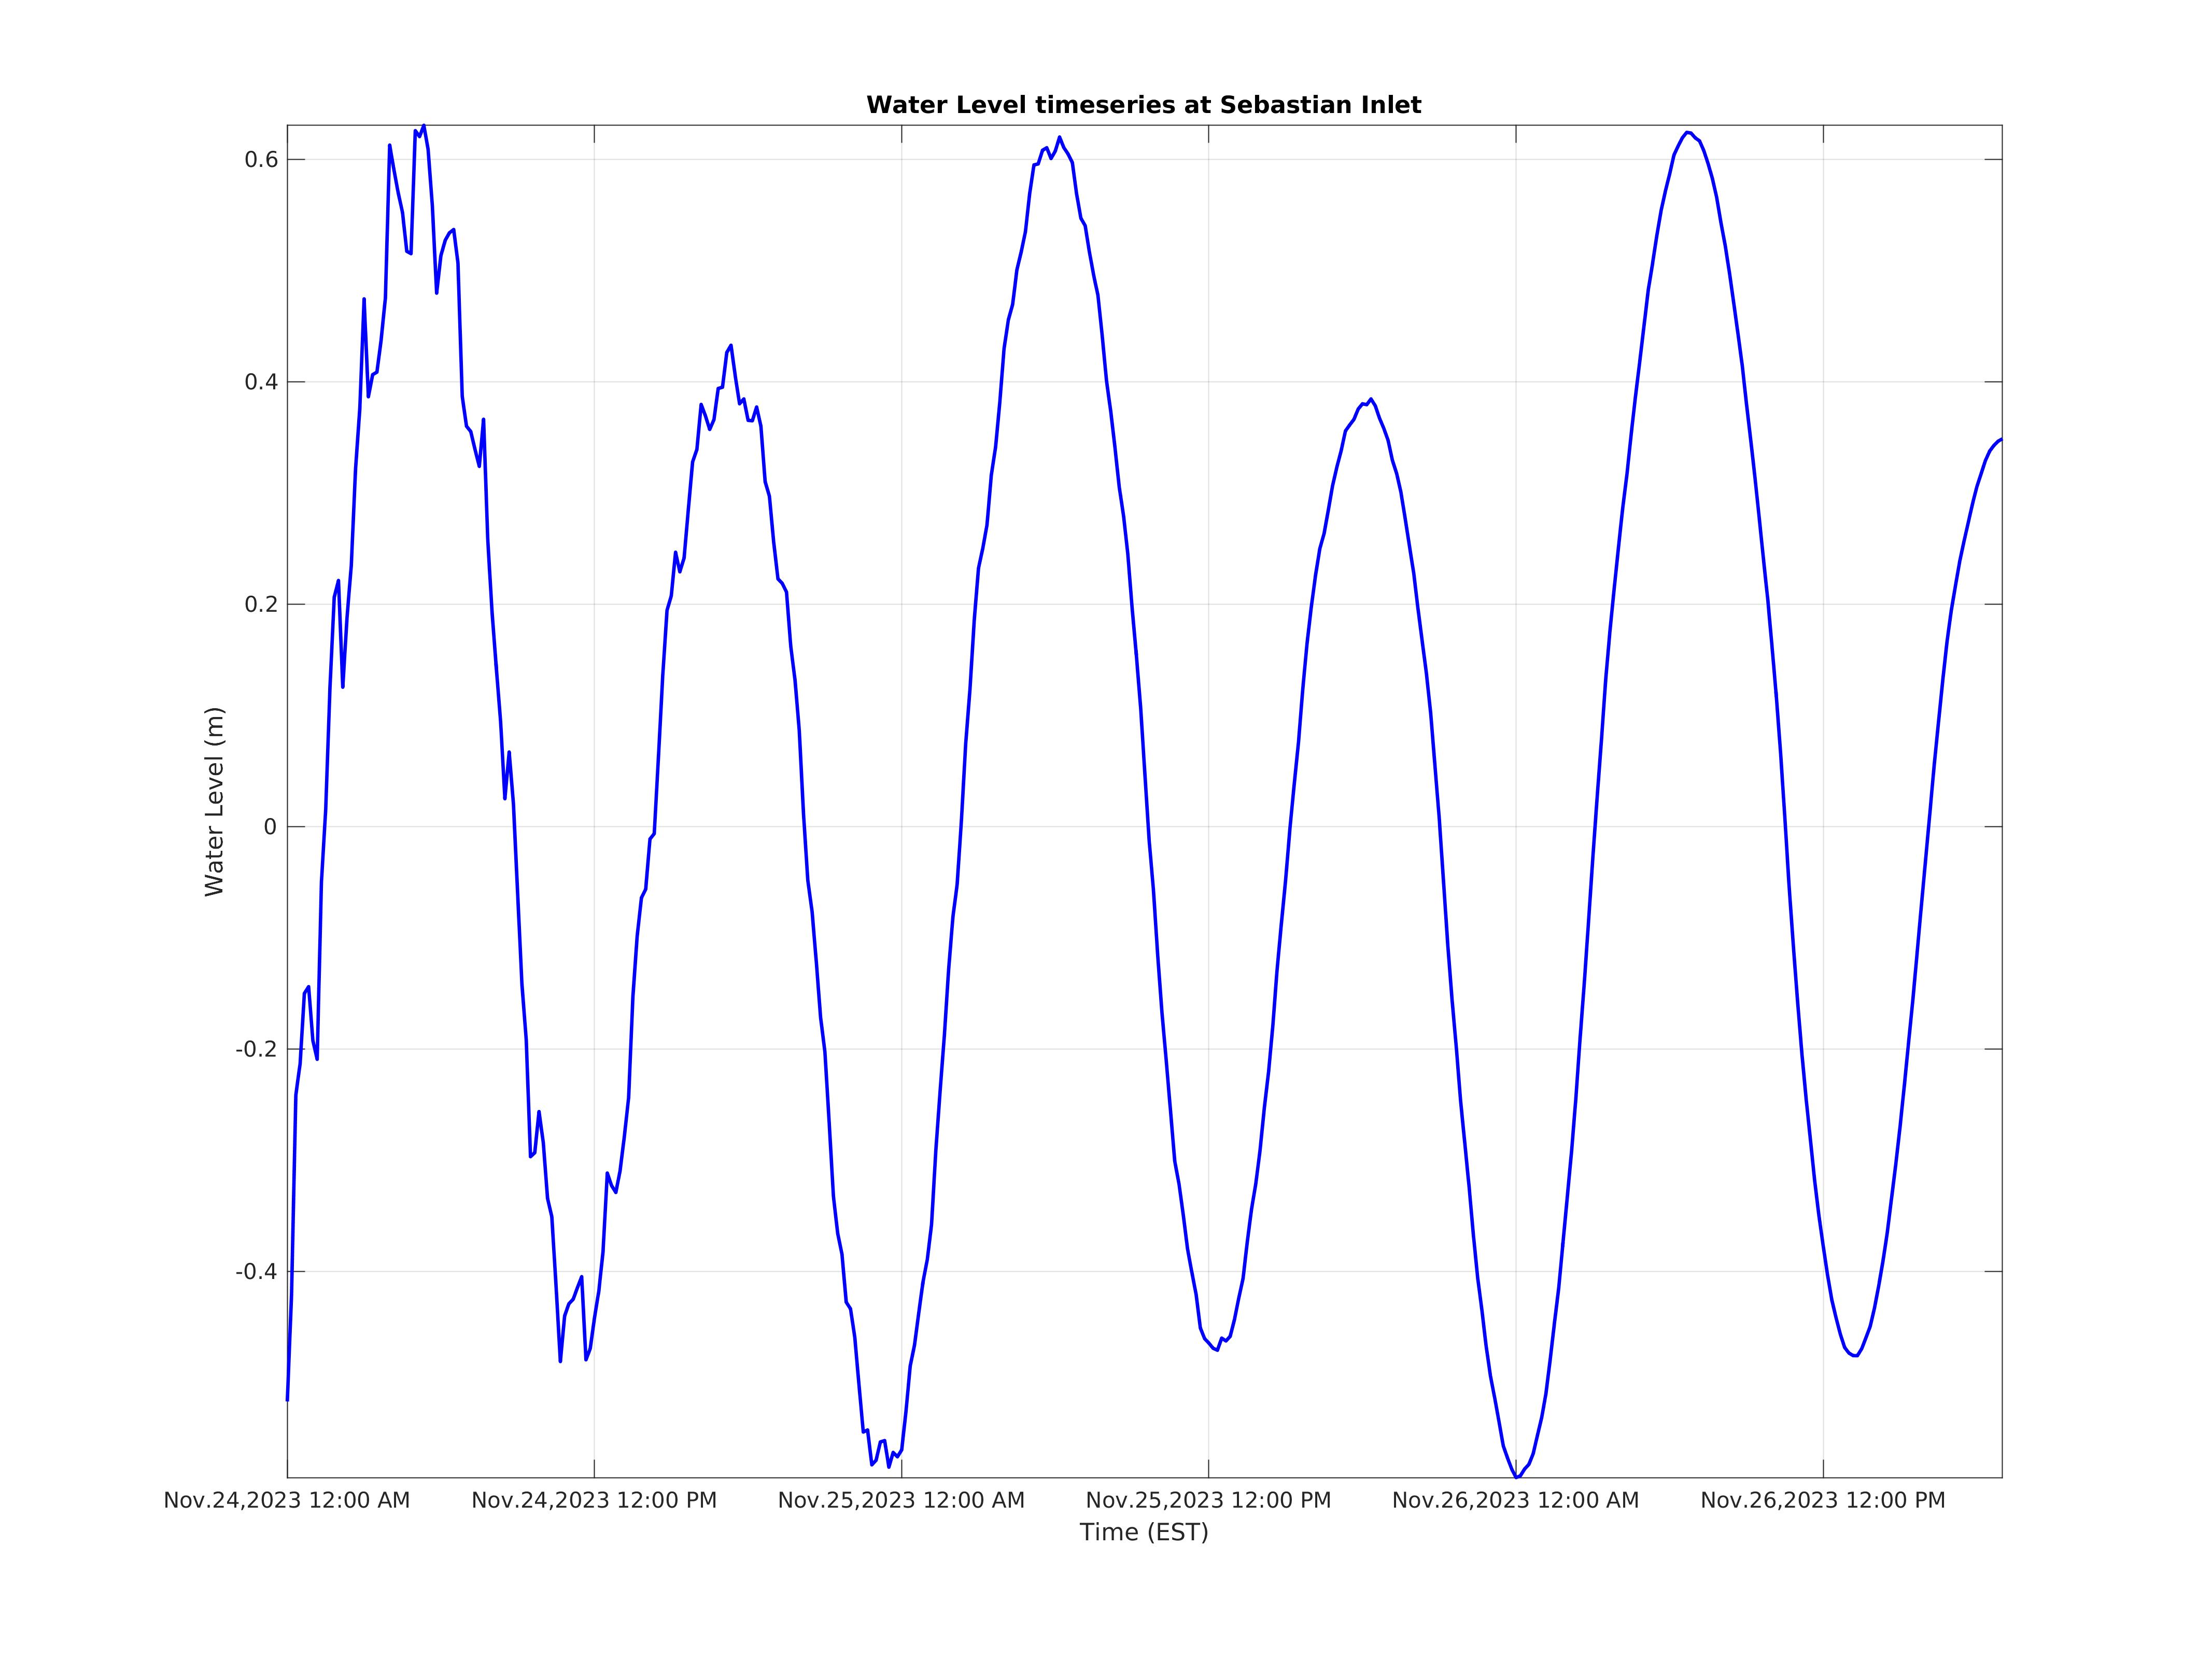 Water Level timeseries at Sebastian Inlet
0.6
0.4
0.2
0
-0.2
-0.4
Water Level (m)
Nov.24,2023 12:00 AM
Nov.24,2023 12:00 PM
Nov.25,2023 12:00 AM
Nov.25,2023 12:00 PM
Nov.26,2023 12:00 AM
Nov.26,2023 12:00 PM
Time (EST)